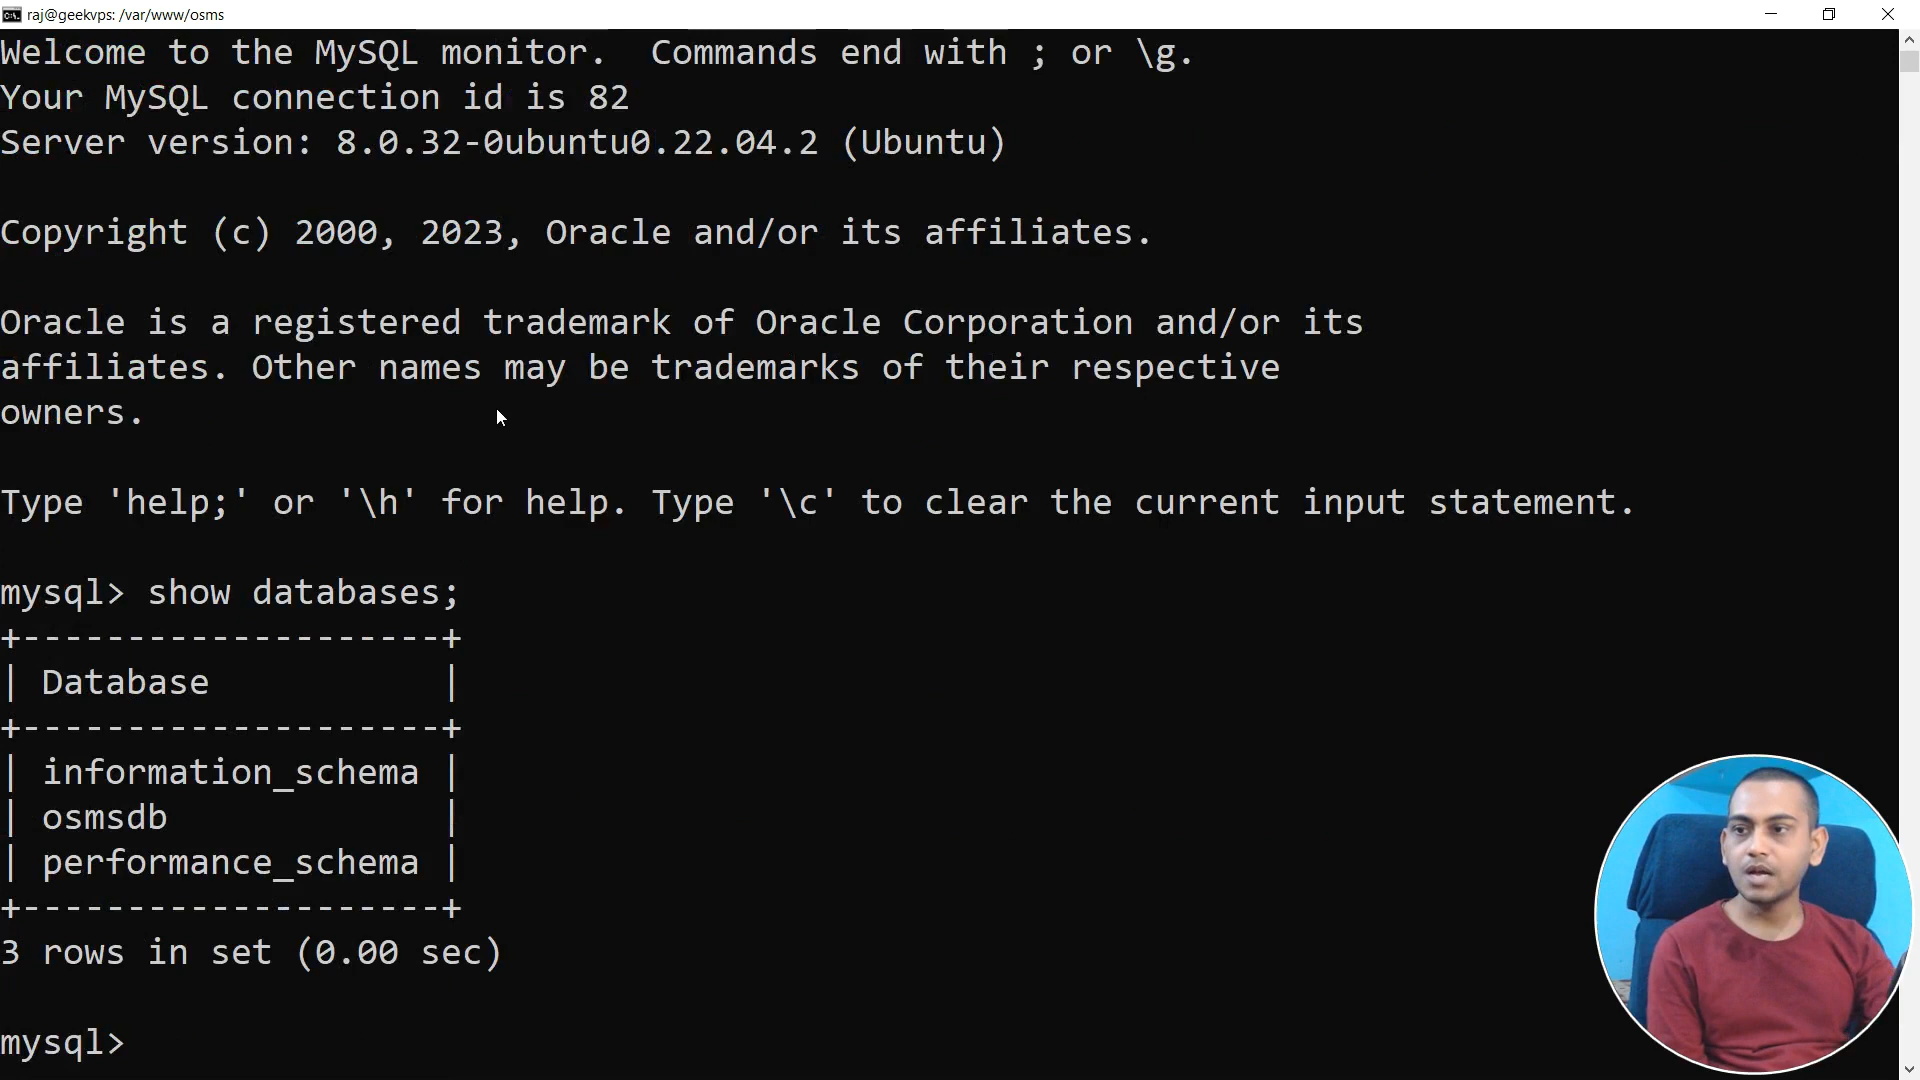 raj@geekvps: /var/www/osms
Welcome to the MySQL monitor.  Commands end with ; or \g.
Your MySQL connection id is 82
Server version: 8.0.32-0ubuntu0.22.04.2 (Ubuntu)
Copyright (c) 2000, 2023, Oracle and/or its affiliates.
Oracle is a registered trademark of Oracle Corporation and/or its
affiliates. Other names may be trademarks of their respective
owners.
Type 'help;' or '\h' for help. Type '\c' to clear the current input statement.
mysql> show databases;
+--------------------+
| Database           |
+--------------------+
| information_schema |
| osmsdb             |
| performance_schema |
+--------------------+
3 rows in set (0.00 sec)
mysql>